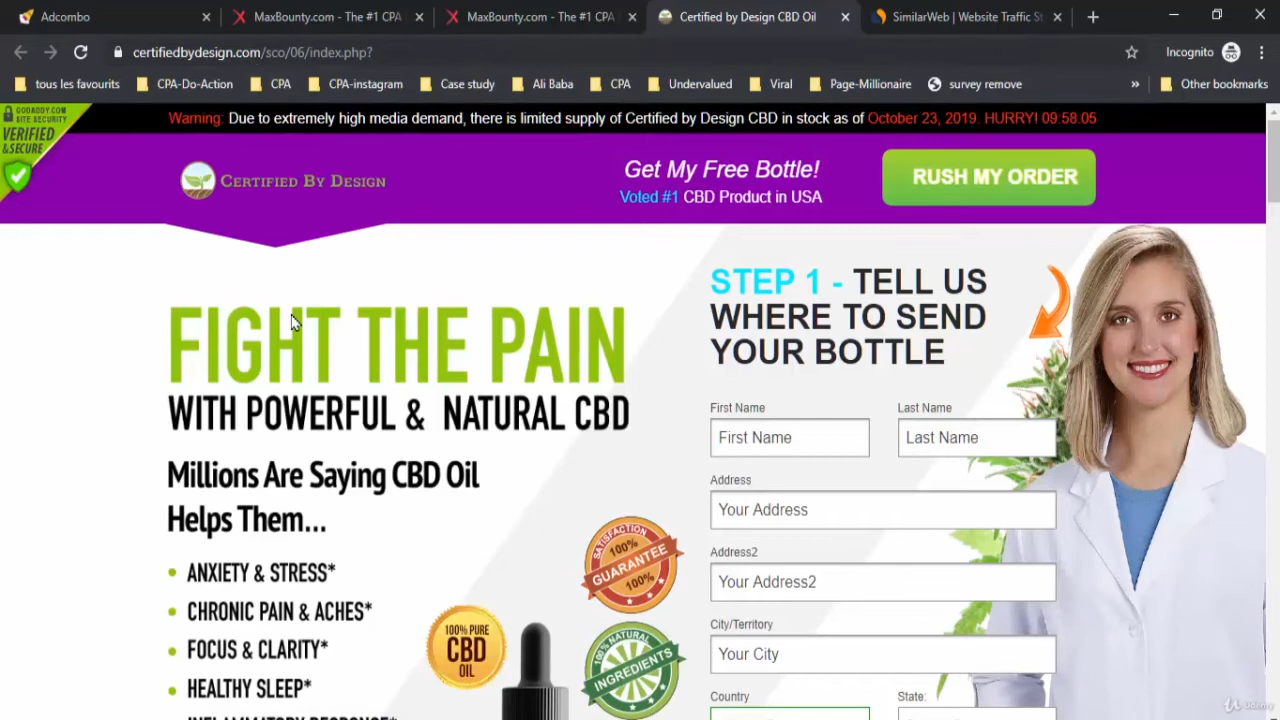 Adcombo
MaxBounty.com - The #1 CPA
MaxBounty.com - The #1 CPA
Certified by Design CBD Oil
SimilarWeb | Website Traffic St
certifiedbydesign.com/sco/06/index.php?
Incognito
tous les favourits
CPA-Do-Action
CPA
CPA-instagram
Case study
Ali Baba
CPA
Undervalued
Viral
Page-Millionaire
survey remove
»
Other bookmarks
GODADDY.COM
SITE SECURITY
VERIFIED
& SECURE
Warning: Due to extremely high media demand, there is limited supply of Certified by Design CBD in stock as of October 23, 2019. HURRY! 09:58.05
CERTIFIED BY DESIGN
Get My Free Bottle!
Voted #1 CBD Product in USA
RUSH MY ORDER
FIGHT THE PAIN
WITH POWERFUL & NATURAL CBD
Millions Are Saying CBD Oil
Helps Them...
• ANXIETY & STRESS*
• CHRONIC PAIN & ACHES*
• FOCUS & CLARITY*
• HEALTHY SLEEP*
• INFLAMMATORY RESPONSE*
100% PURE
CBD
OIL
SATISFACTION
100%
GUARANTEE
100%
100% NATURAL
INGREDIENTS
STEP 1 - TELL US
WHERE TO SEND
YOUR BOTTLE
First Name
Last Name
First Name
Last Name
Address
Your Address
Address2
Your Address2
City/Territory
Your City
Country
State:
Udemy